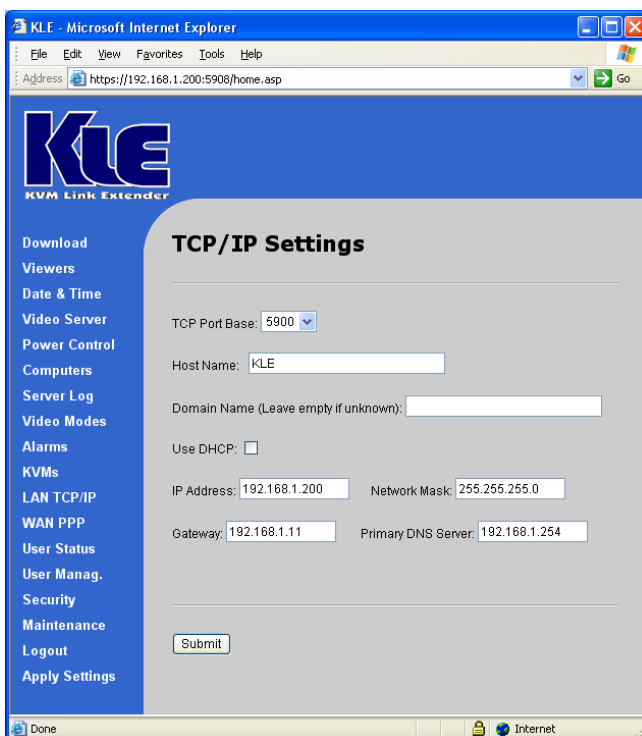 KLE - Microsoft Internet Explorer
File Edit View Favorites Tools Help
Address https://192.168.1.200:5908/home.asp Go
KLE
KVM Link Extender
TCP/IP Settings
Download
Viewers
Date & Time
Video Server
Power Control
Computers
Server Log
Video Modes
Alarms
KVMs
LAN TCP/IP
WAN PPP
User Status
User Manag.
Security
Maintenance
Logout
Apply Settings
TCP Port Base: 5900
Host Name: KLE
Domain Name (Leave empty if unknown):
Use DHCP:
IP Address: 192.168.1.200 Network Mask: 255.255.255.0
Gateway: 192.168.1.11 Primary DNS Server: 192.168.1.254
Submit
Done Internet